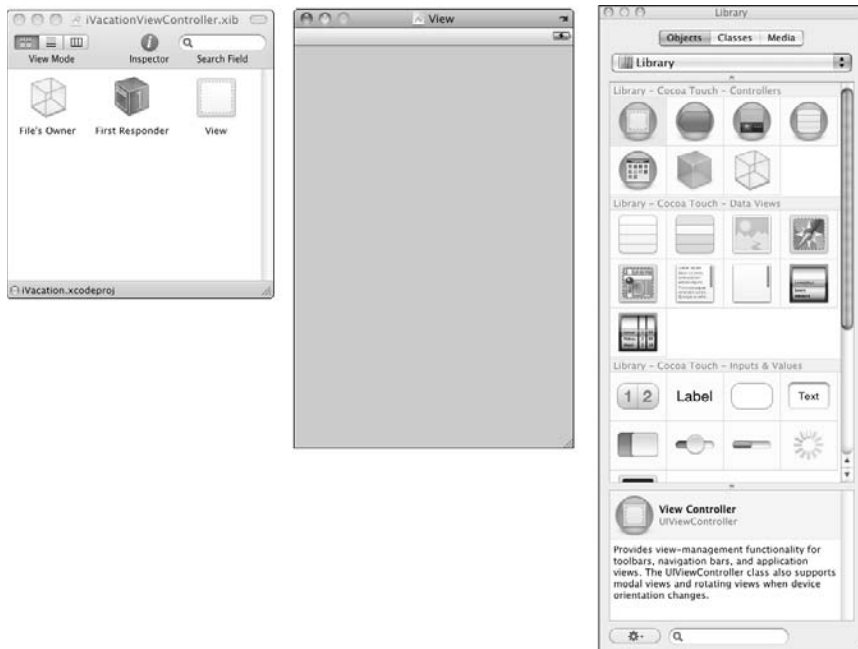 iVacationViewController.xib
View Mode
Inspector
Search Field
File's Owner
First Responder
View
iVacation.xcodeproj
View
Library
Objects
Classes
Media
Library
Library – Cocoa Touch – Controllers
Library – Cocoa Touch – Data Views
Library – Cocoa Touch – Inputs & Values
1 2
Label
Text
View Controller
UIViewController
Provides view-management functionality for
toolbars, navigation bars, and application
views. The UIViewController class also supports
modal views and rotating views when device
orientation changes.